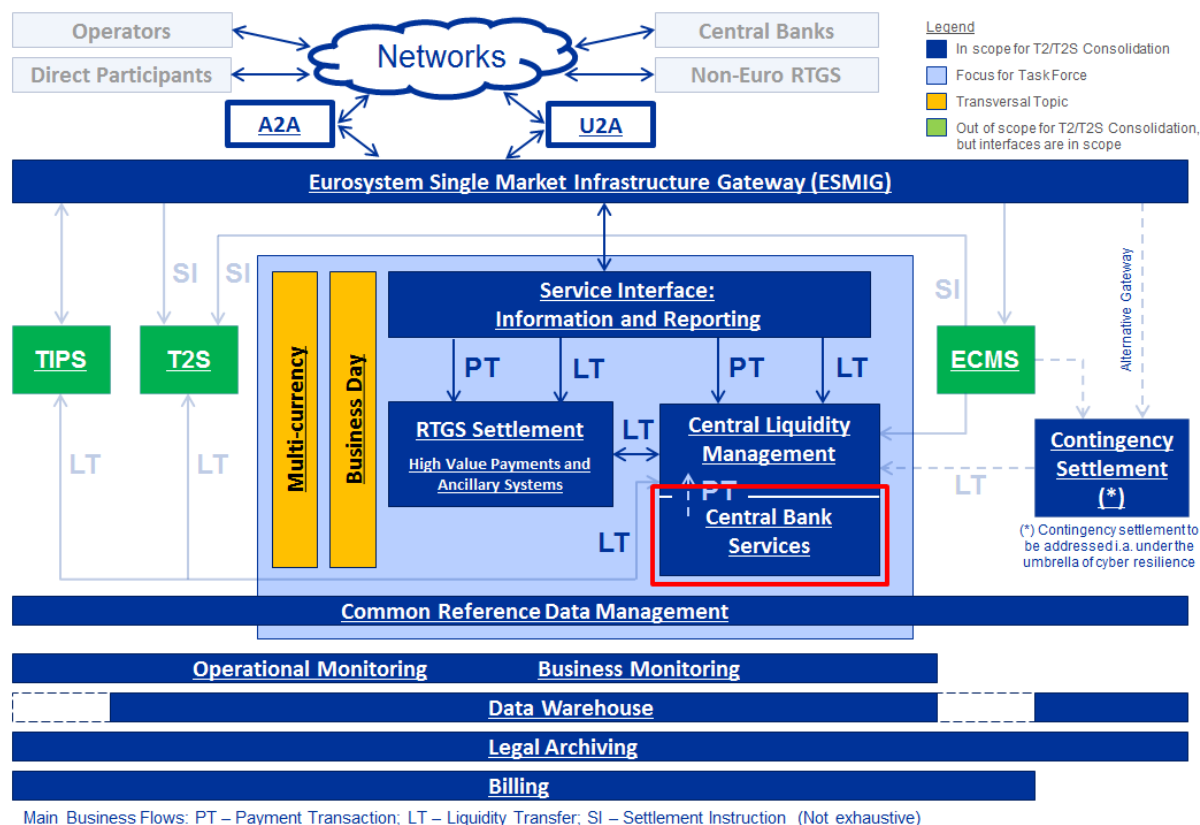 Operators
Networks
Central Banks
Direct Participants
Non-Euro RTGS
A2A
U2A
Legend
In scope for T2/T2S Consolidation
Focus for Task Force
Transversal Topic
Out of scope for T2/T2S Consolidation,
but interfaces are in scope
Eurosystem Single Market Infrastructure Gateway (ESMIG)
SI
SI
SI
Alternative Gateway
Multi-currency
Business Day
Service Interface:
Information and Reporting
TIPS
T2S
ECMS
PT
LT
PT
LT
RTGS Settlement
High Value Payments and
Ancillary Systems
LT
Central Liquidity
Management
Contingency
Settlement
(*)
LT
LT
LT
PT
Central Bank
Services
LT
(*) Contingency settlement to
be addressed i.a. under the
umbrella of cyber resilience
Common Reference Data Management
Operational Monitoring
Business Monitoring
Data Warehouse
Legal Archiving
Billing
Main Business Flows: PT – Payment Transaction; LT – Liquidity Transfer; SI – Settlement Instruction (Not exhaustive)